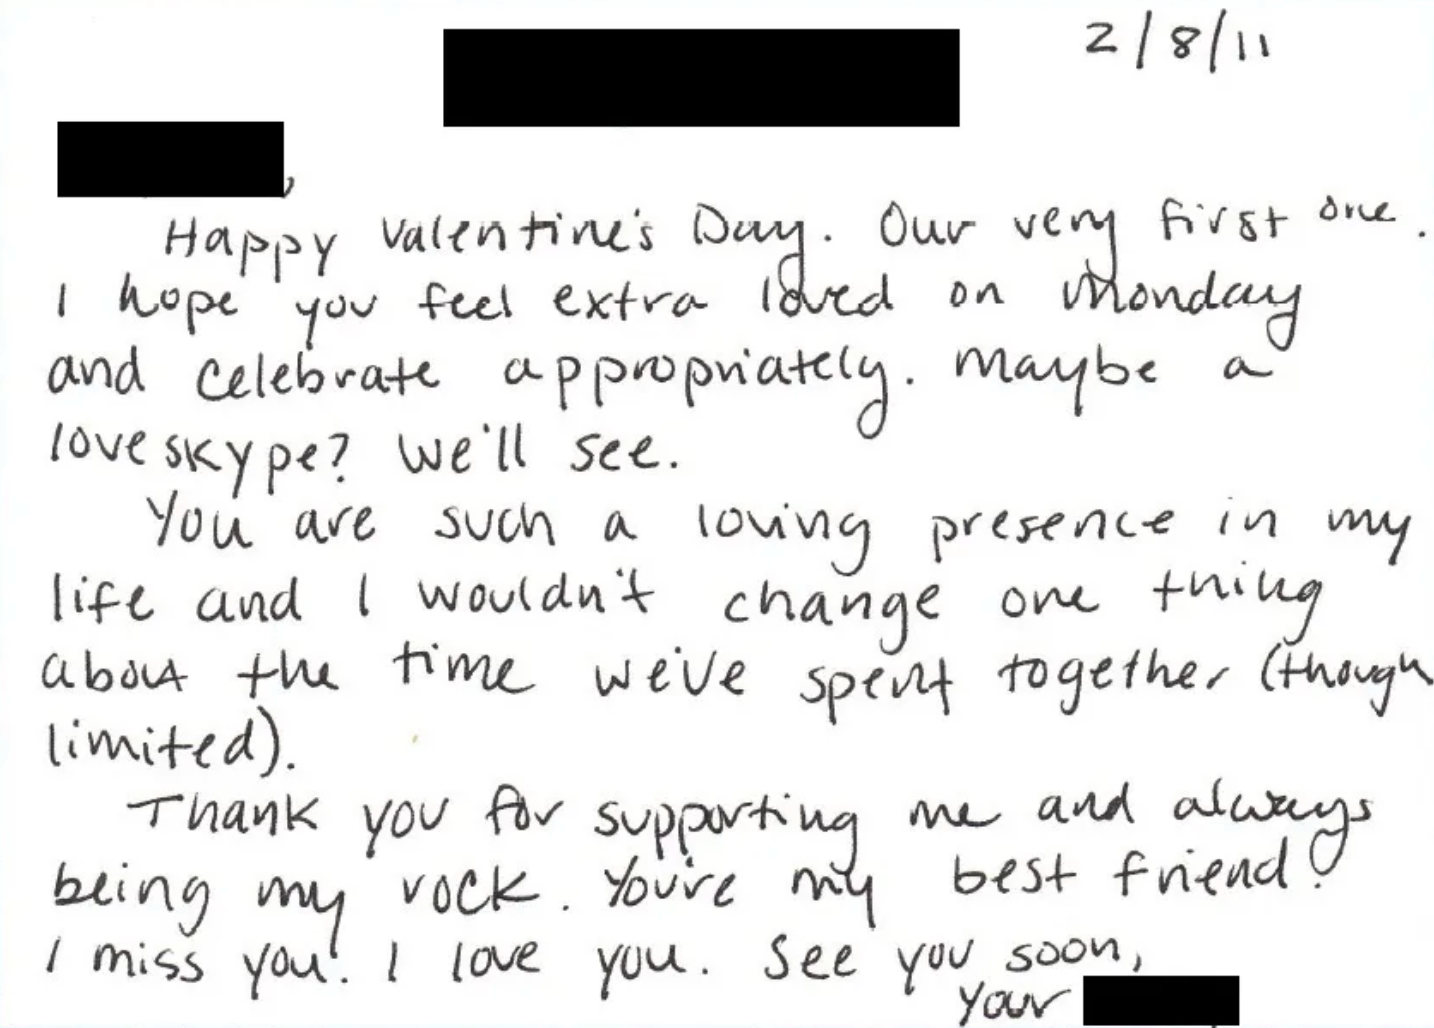 2/8/11
,
Happy Valentine's Day. Our very first one.
I hope you feel extra loved on Monday
and celebrate appropriately. Maybe a
love skype? We'll see.
You are such a loving presence in my
life and I wouldn't change one thing
about the time we've spent together (though
limited).
Thank you for supporting me and always
being my rock. You're my best friend!
I miss you! I love you. See you soon,
your